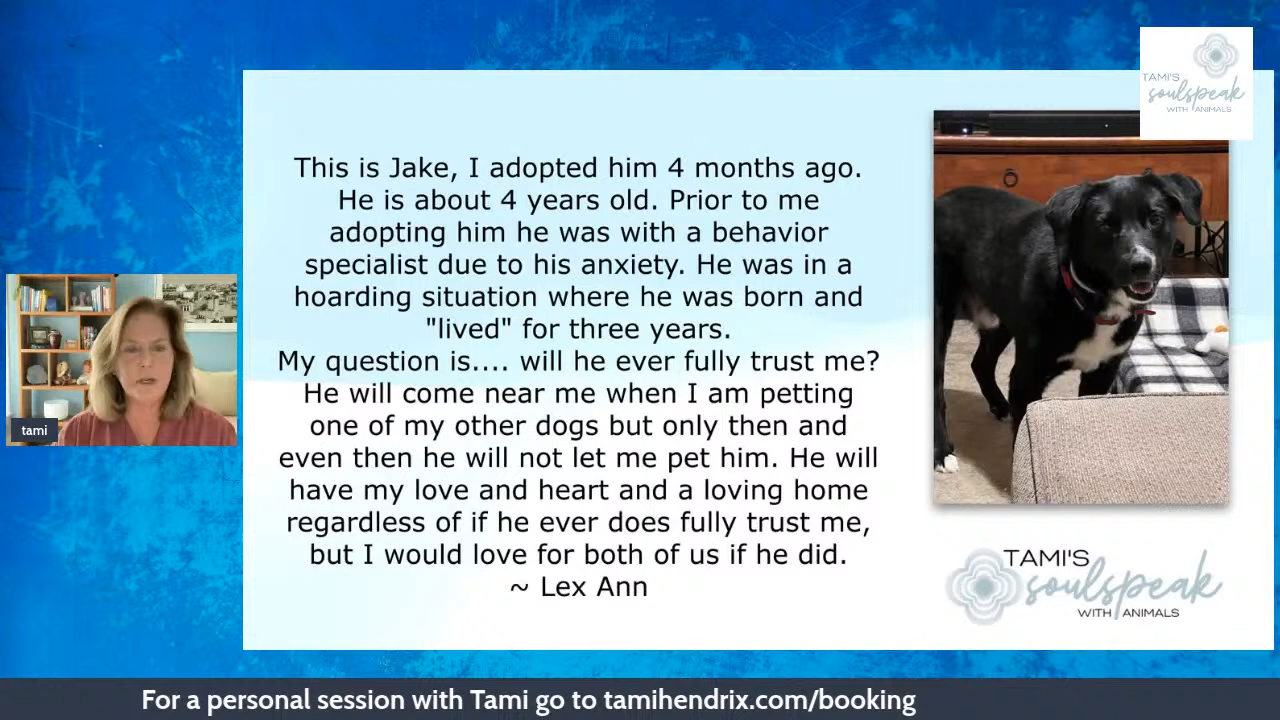 TAMI'S
soulspeak
WITH ANIMALS
This is Jake, I adopted him 4 months ago.
He is about 4 years old. Prior to me
adopting him he was with a behavior
specialist due to his anxiety. He was in a
hoarding situation where he was born and
"lived" for three years.
My question is.... will he ever fully trust me?
He will come near me when I am petting
one of my other dogs but only then and
even then he will not let me pet him. He will
have my love and heart and a loving home
regardless of if he ever does fully trust me,
but I would love for both of us if he did.
~ Lex Ann
tami
TAMI'S
soulspeak
WITH ANIMALS
For a personal session with Tami go to tamihendrix.com/booking